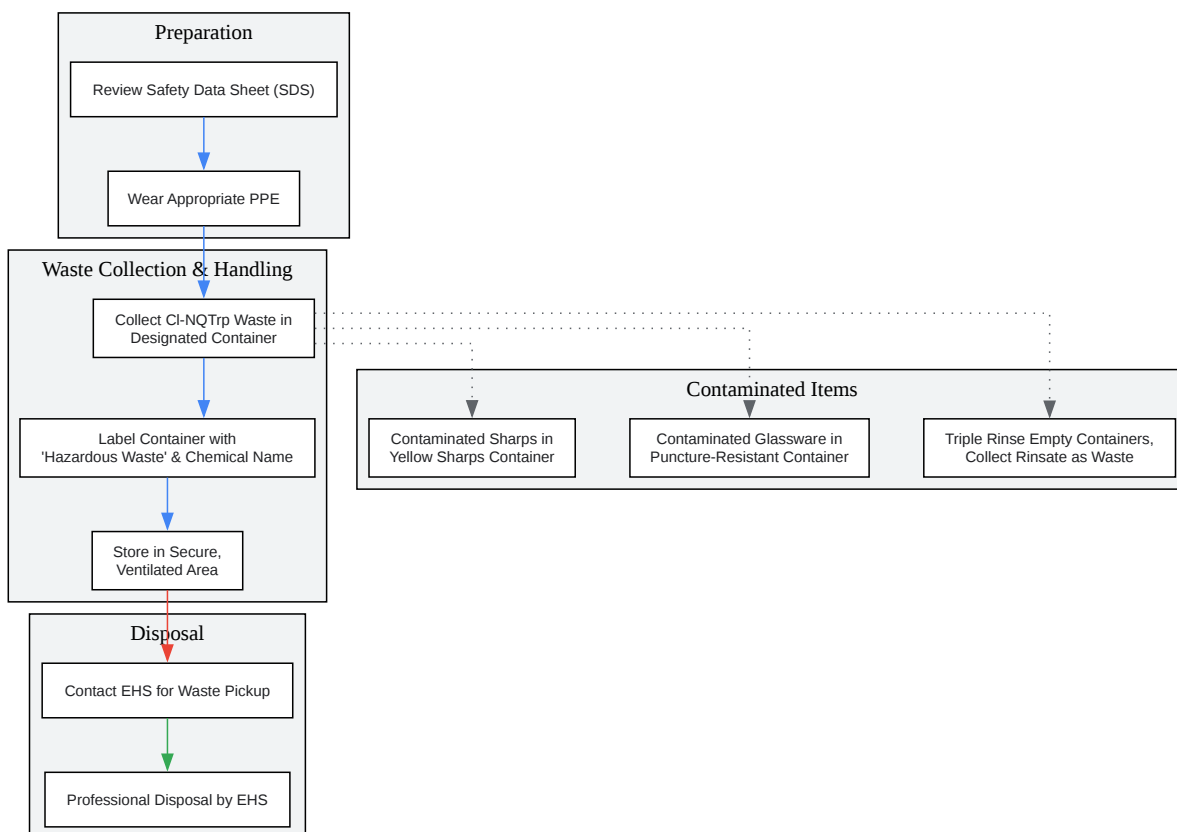 Preparation
Review Safety Data Sheet (SDS)
Wear Appropriate PPE
Waste Collection & Handling
Collect Cl-NQTrp Waste in
Designated Container
Label Container with
'Hazardous Waste' & Chemical Name
Store in Secure,
Ventilated Area
Contaminated Items
Contaminated Sharps in
Yellow Sharps Container
Contaminated Glassware in
Puncture-Resistant Container
Triple Rinse Empty Containers,
Collect Rinsate as Waste
Disposal
Contact EHS for Waste Pickup
Professional Disposal by EHS